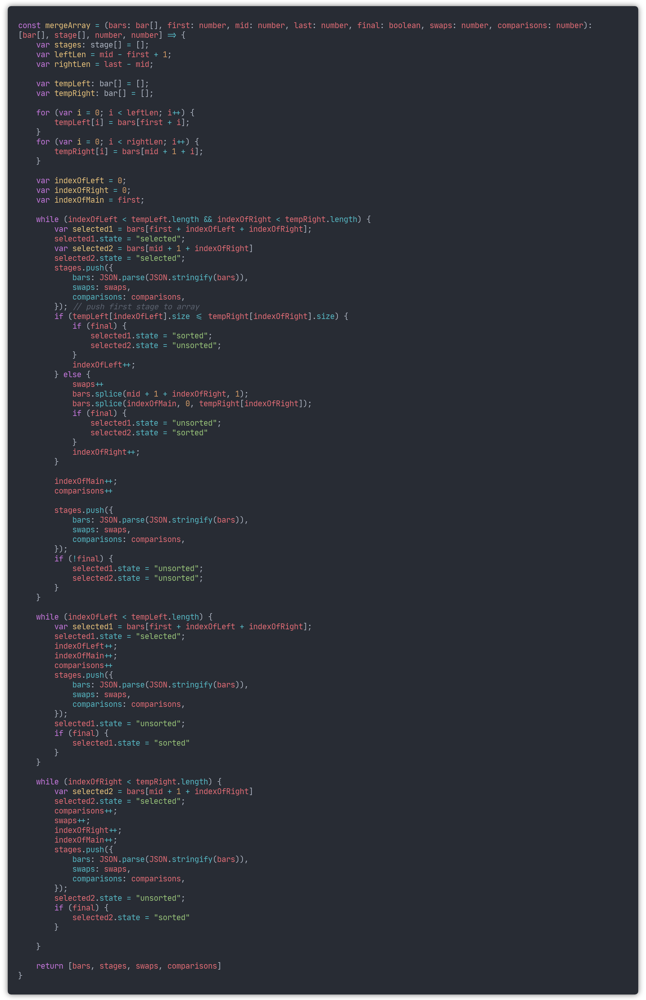 const mergeArray = (bars: bar[], first: number, mid: number, last: number, final: boolean, swaps: number, comparisons: number):
[bar[], stage[], number, number] => {
    var stages: stage[] = [];
    var leftLen = mid - first + 1;
    var rightLen = last - mid;

    var tempLeft: bar[] = [];
    var tempRight: bar[] = [];

    for (var i = 0; i < leftLen; i++) {
        tempLeft[i] = bars[first + i];
    }
    for (var i = 0; i < rightLen; i++) {
        tempRight[i] = bars[mid + 1 + i];
    }

    var indexOfLeft = 0;
    var indexOfRight = 0;
    var indexOfMain = first;

    while (indexOfLeft < tempLeft.length && indexOfRight < tempRight.length) {
        var selected1 = bars[first + indexOfLeft + indexOfRight];
        selected1.state = "selected";
        var selected2 = bars[mid + 1 + indexOfRight]
        selected2.state = "selected";
        stages.push({
            bars: JSON.parse(JSON.stringify(bars)),
            swaps: swaps,
            comparisons: comparisons,
        }); // push first stage to array
        if (tempLeft[indexOfLeft].size <= tempRight[indexOfRight].size) {
            if (final) {
                selected1.state = "sorted";
                selected2.state = "unsorted";
            }
            indexOfLeft++;
        } else {
            swaps++
            bars.splice(mid + 1 + indexOfRight, 1);
            bars.splice(indexOfMain, 0, tempRight[indexOfRight]);
            if (final) {
                selected1.state = "unsorted";
                selected2.state = "sorted"
            }
            indexOfRight++;
        }

        indexOfMain++;
        comparisons++

        stages.push({
            bars: JSON.parse(JSON.stringify(bars)),
            swaps: swaps,
            comparisons: comparisons,
        });
        if (!final) {
            selected1.state = "unsorted";
            selected2.state = "unsorted";
        }
    }

    while (indexOfLeft < tempLeft.length) {
        var selected1 = bars[first + indexOfLeft + indexOfRight];
        selected1.state = "selected";
        indexOfLeft++;
        indexOfMain++;
        comparisons++
        stages.push({
            bars: JSON.parse(JSON.stringify(bars)),
            swaps: swaps,
            comparisons: comparisons,
        });
        selected1.state = "unsorted";
        if (final) {
            selected1.state = "sorted"
        }
    }

    while (indexOfRight < tempRight.length) {
        var selected2 = bars[mid + 1 + indexOfRight]
        selected2.state = "selected";
        comparisons++;
        swaps++;
        indexOfRight++;
        indexOfMain++;
        stages.push({
            bars: JSON.parse(JSON.stringify(bars)),
            swaps: swaps,
            comparisons: comparisons,
        });
        selected2.state = "unsorted";
        if (final) {
            selected2.state = "sorted"
        }

    }

    return [bars, stages, swaps, comparisons]
}